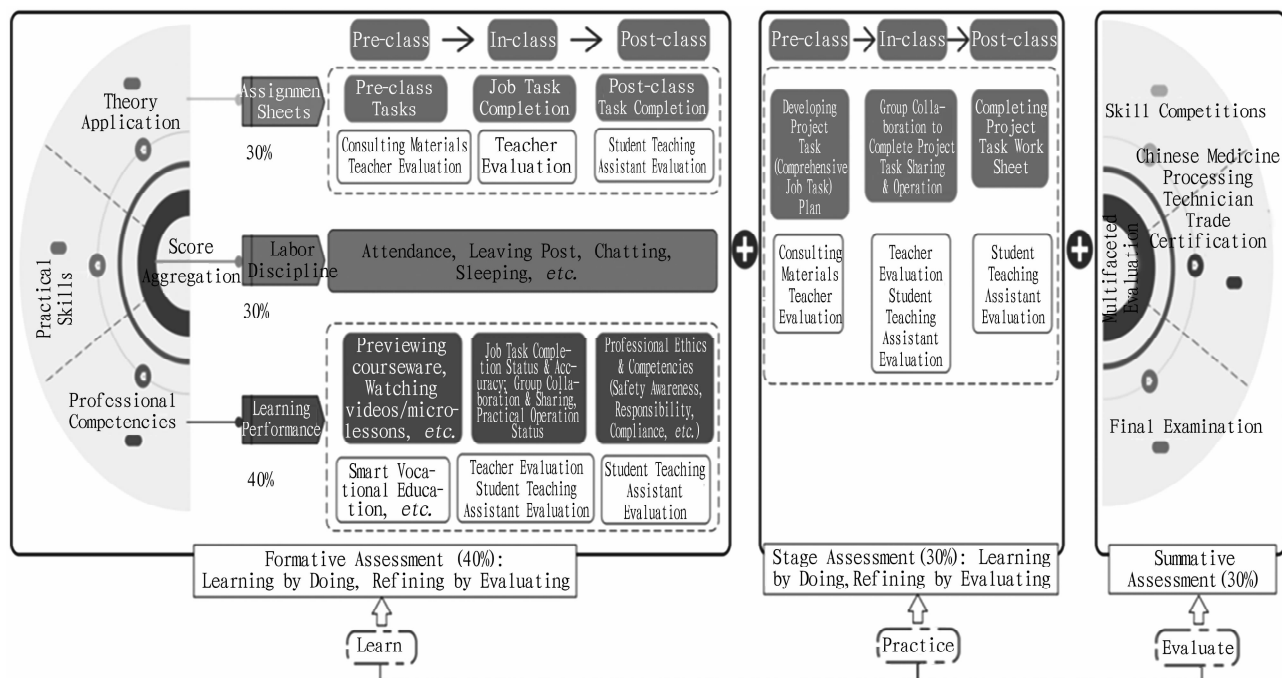 Pre-class
In-class
Post-class
Theory
Application
Practical
Skills
Professional
Competencies
Score
Aggregation
Assignment
Sheets
30%
Pre-class
Tasks
Job Task
Completion
Post-class
Task Completion
Consulting Materials
Teacher Evaluation
Teacher
Evaluation
Student Teaching
Assistant Evaluation
Labor
Discipline
30%
Attendance, Leaving Post, Chatting,
Sleeping, etc.
Learning
Performance
40%
Previewing
courseware,
Watching
videos/micro-
lessons, etc.
Job Task Comple-
tion Status & Ac-
curacy; Group Colla-
boration & Sharing,
Practical Operation
Status
Professional Ethics
& Competencies
(Safety Awareness,
Responsibility,
Compliance, etc.)
Smart Voca-
tional Educa-
tion, etc.
Teacher Evaluation
Student Teaching
Assistant Evaluation
Student Teaching
Assistant
Evaluation
Formative Assessment (40%):
Learning by Doing, Refining by Evaluating
Learn
Pre-class
In-class
Post-class
Developing
Project
Task
(Comprehensive
Job Task)
Plan
Group Collab-
oration to
Complete Project
Task Sharing
& Operation
Completing
Project
Task Work
Sheet
Consulting
Materials
Teacher
Evaluation
Teacher
Evaluation
Student
Teaching
Assistant
Evaluation
Student
Teaching
Assistant
Evaluation
Stage Assessment(30%): Learning
by Doing,Refining by Evaluating
Practice
Multifaceted
Evaluation
Skill Competitions
Chinese Medicine
Processing
Technician
Trade
Certification
Final Examination
Summative
Assessment(30%)
Evaluate